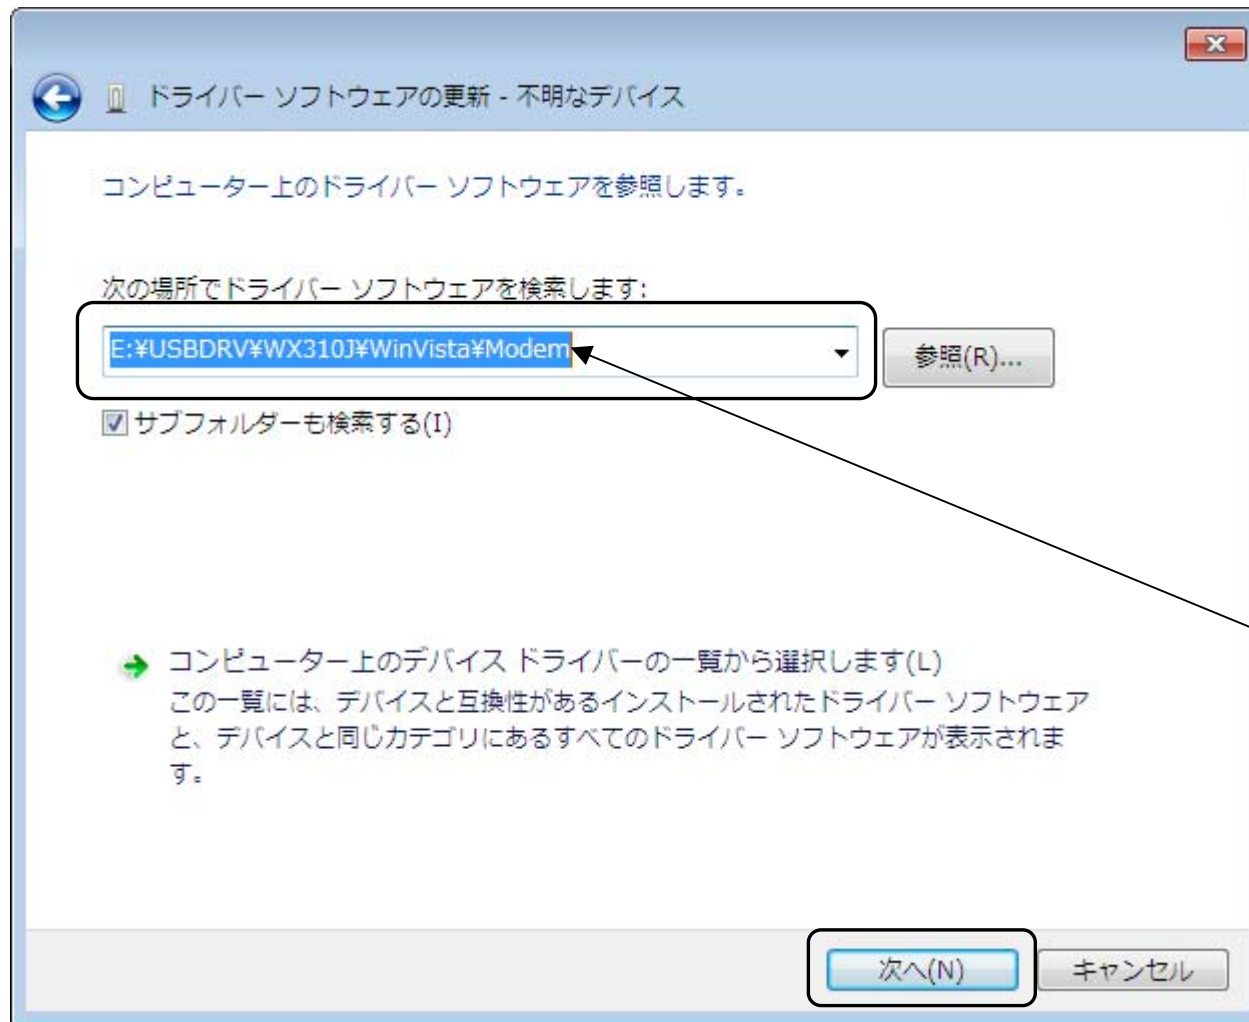 ドライバー ソフトウェアの更新 - 不明なデバイス
コンピューター上のドライバー ソフトウェアを参照します。
次の場所でドライバー ソフトウェアを検索します:
E:¥USBDRV¥WX310J¥WinVista¥Modem
参照(R)...
サブフォルダーも検索する(I)
コンピューター上のデバイス ドライバーの一覧から選択します(L)
この一覧には、デバイスと互換性があるインストールされたドライバー ソフトウェア
と、デバイスと同じカテゴリにあるすべてのドライバー ソフトウェアが表示されま
す。
次へ(N)
キャンセル